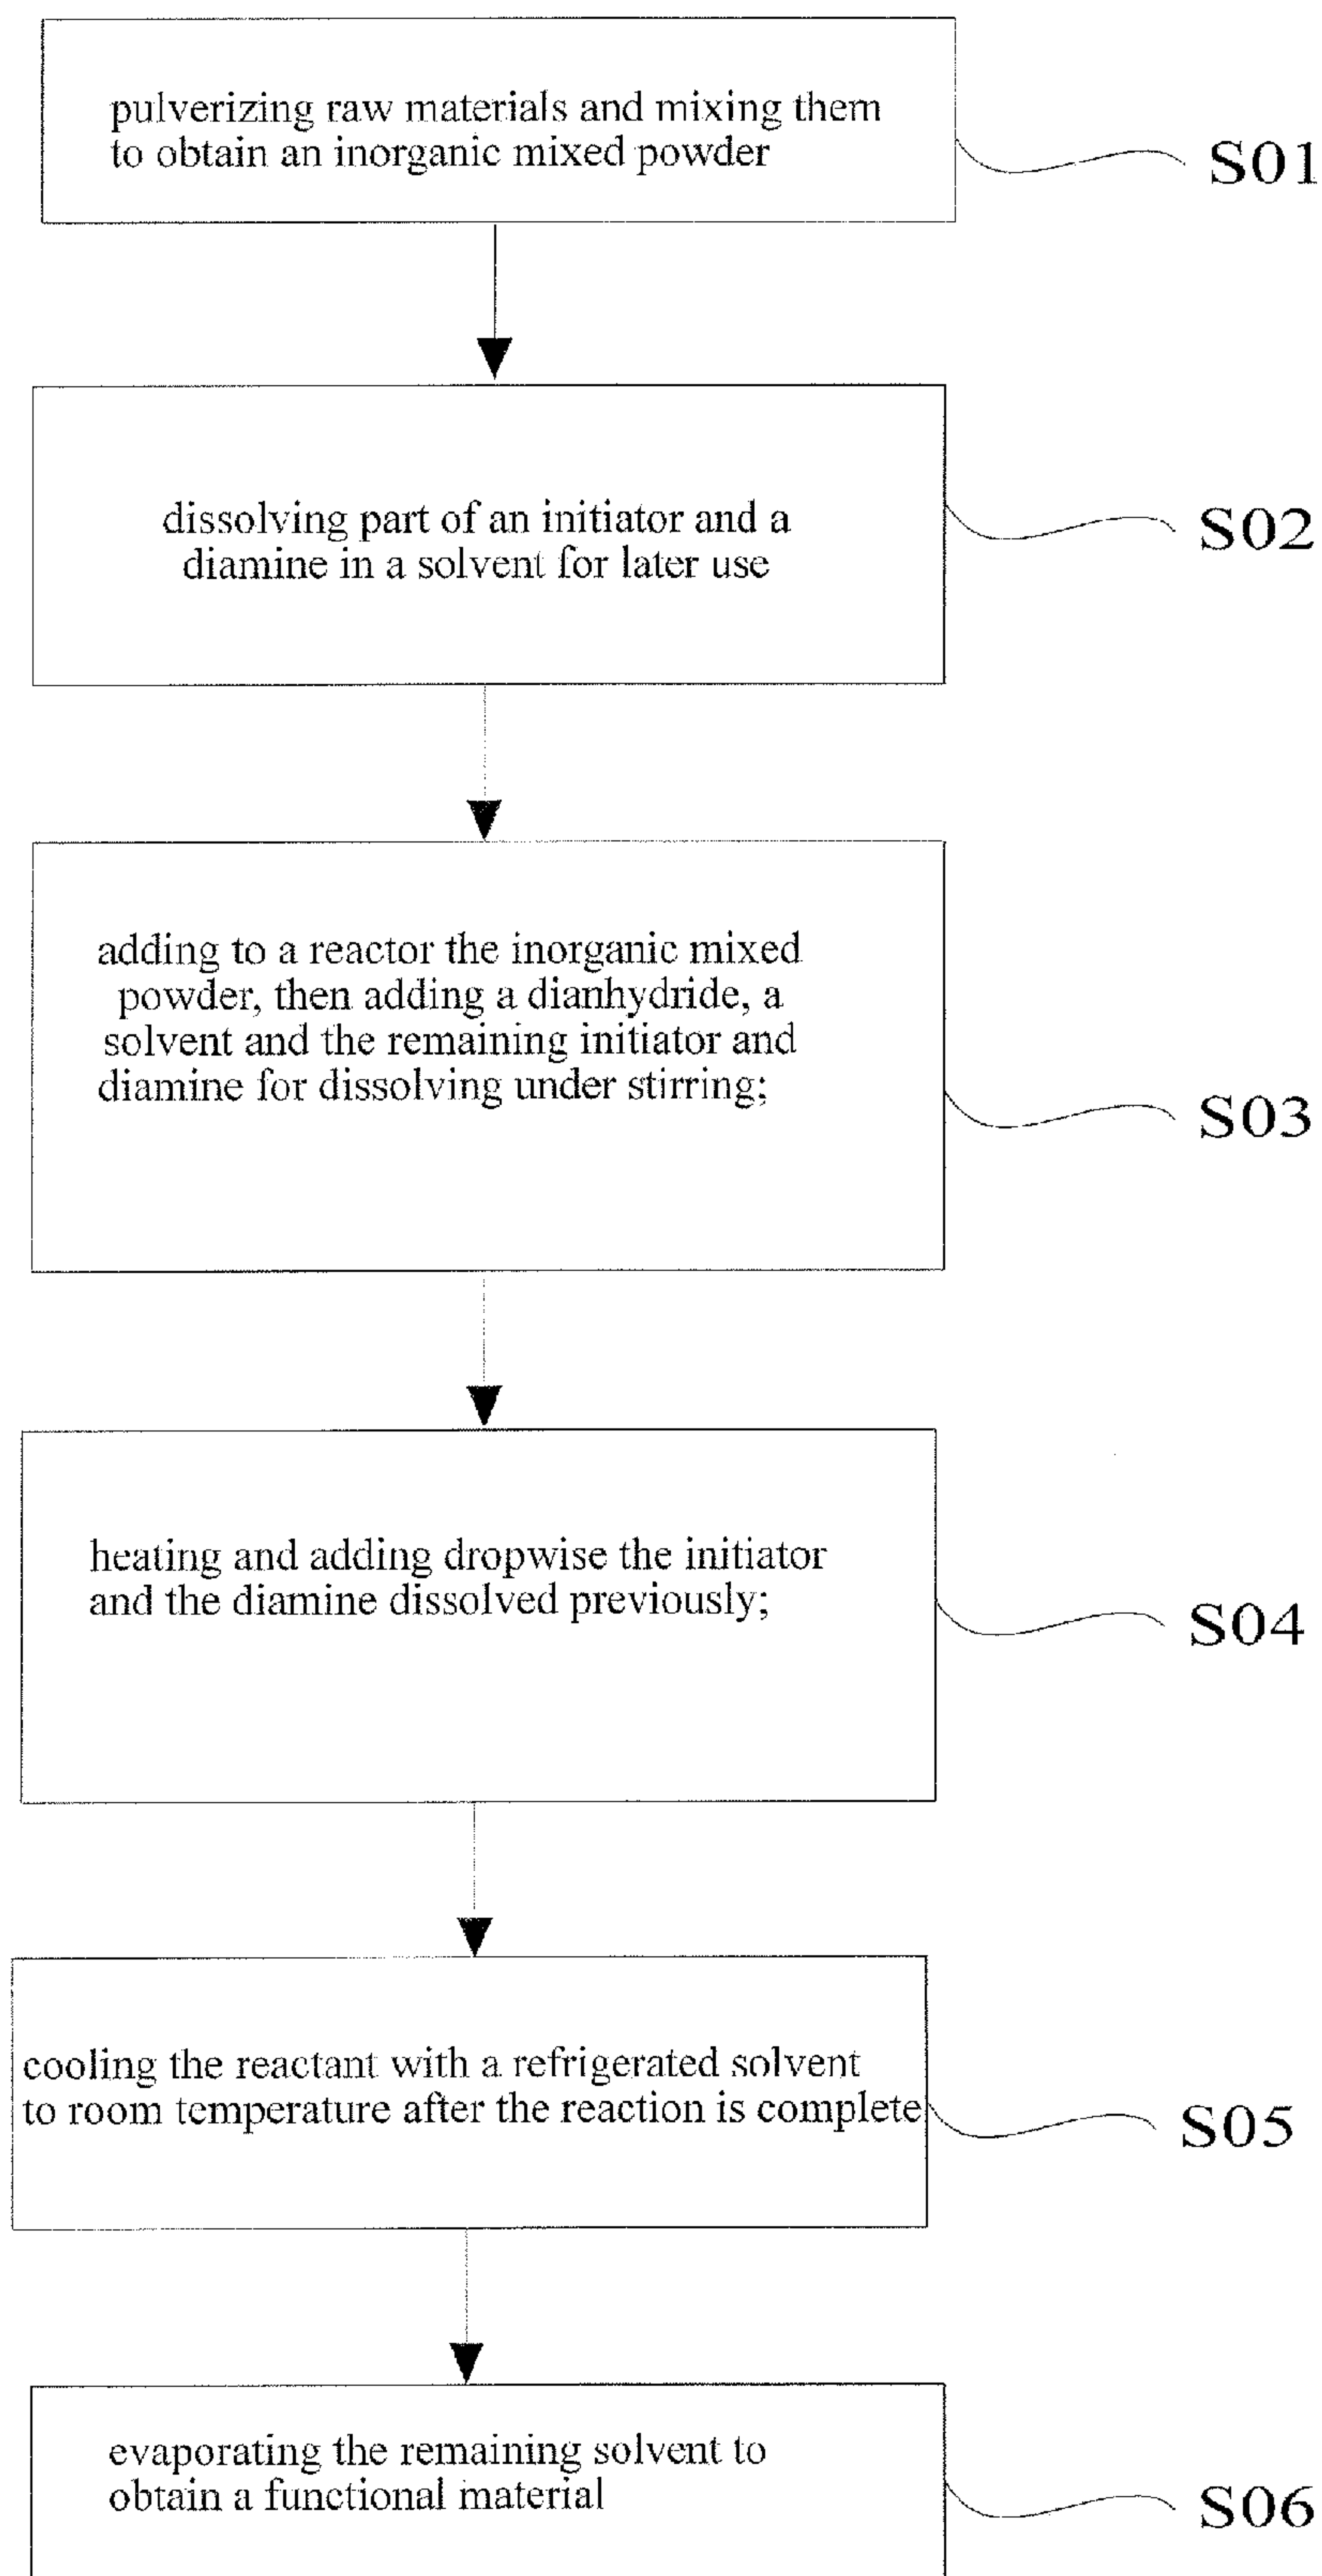 pulverizing raw materials and mixing them
to obtain an inorganic mixed powder
S01
dissolving part of an initiator and a
diamine in a solvent for later use
S02
adding to a reactor the inorganic mixed
powder, then adding a dianhydride, a
solvent and the remaining initiator and
diamine for dissolving under stirring;
S03
heating and adding dropwise the initiator
and the diamine dissolved previously;
S04
cooling the reactant with a refrigerated solvent
to room temperature after the reaction is complete
S05
evaporating the remaining solvent to
obtain a functional material
S06